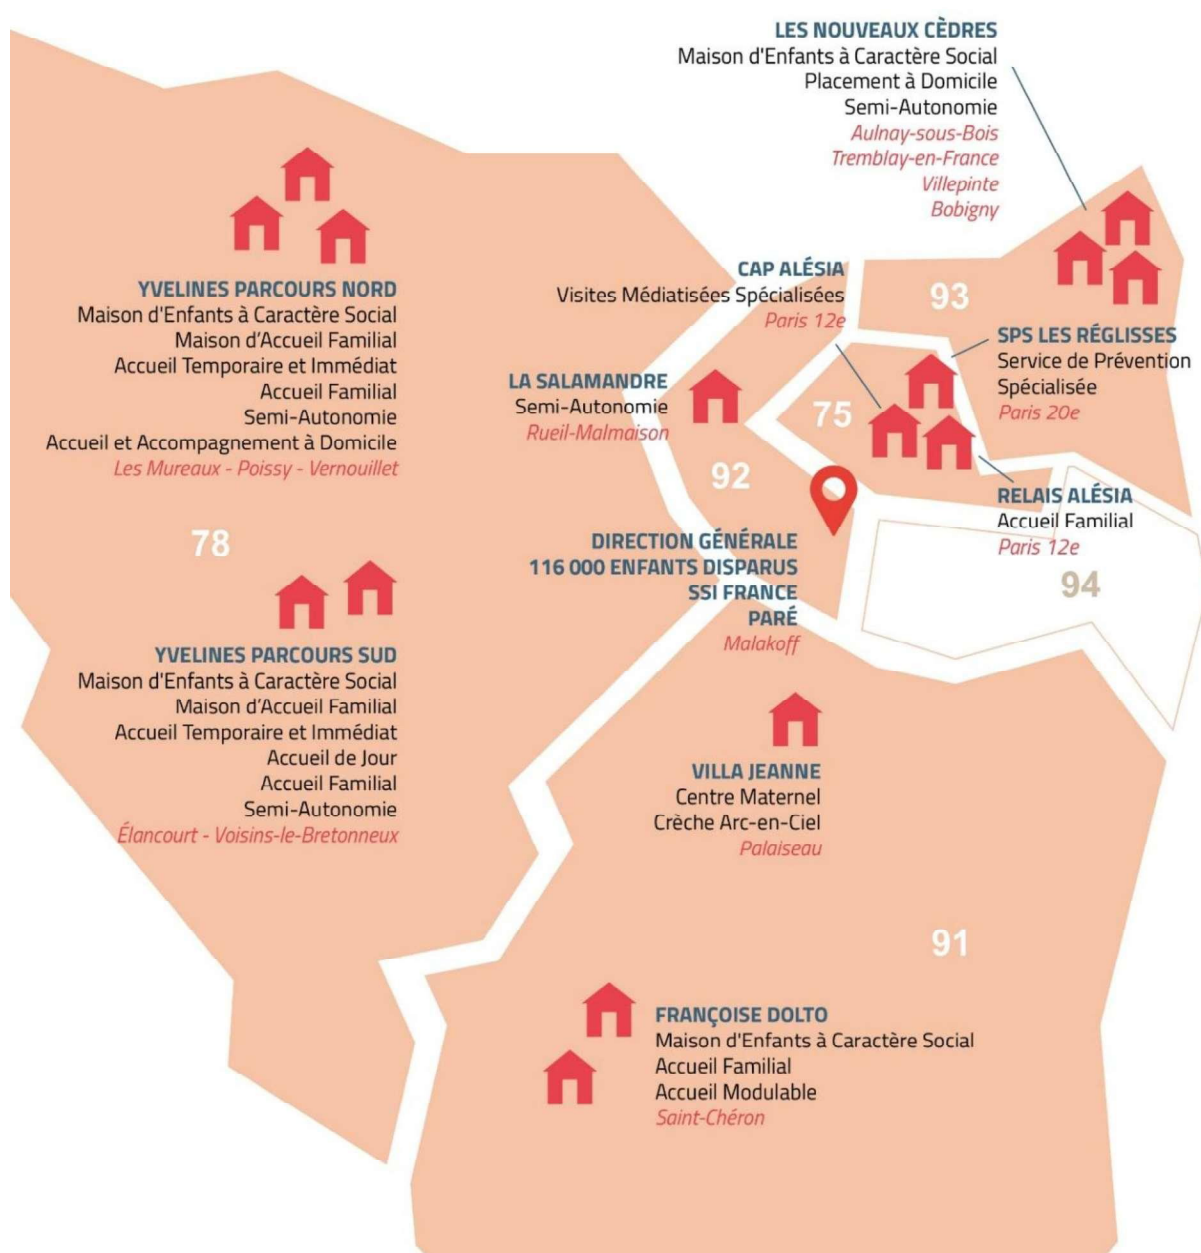 LES NOUVEAUX CÈDRES
Maison d'Enfants à Caractère Social
Placement à Domicile
Semi-Autonomie
Aulnay-sous-Bois
Tremblay-en-France
Villepinte
Bobigny
YVELINES PARCOURS NORD
Maison d'Enfants à Caractère Social
Maison d'Accueil Familial
Accueil Temporaire et Immédiat
Accueil Familial
Semi-Autonomie
Accueil et Accompagnement à Domicile
Les Mureaux - Poissy - Vernouillet
CAP ALÉSIA
Visites Médiatisées Spécialisées
Paris 12e
93
SPS LES RÉGLISSES
Service de Prévention
Spécialisée
Paris 20e
LA SALAMANDRE
Semi-Autonomie
Rueil-Malmaison
75
92
RELAIS ALÉSIA
Accueil Familial
Paris 12e
DIRECTION GÉNÉRALE
116 000 ENFANTS DISPARUS
SSI FRANCE
PARÉ
Malakoff
94
78
YVELINES PARCOURS SUD
Maison d'Enfants à Caractère Social
Maison d'Accueil Familial
Accueil Temporaire et Immédiat
Accueil de Jour
Accueil Familial
Semi-Autonomie
Élancourt - Voisins-le-Bretonneux
VILLA JEANNE
Centre Maternel
Crèche Arc-en-Ciel
Palaiseau
91
FRANÇOISE DOLTO
Maison d'Enfants à Caractère Social
Accueil Familial
Accueil Modulable
Saint-Chéron